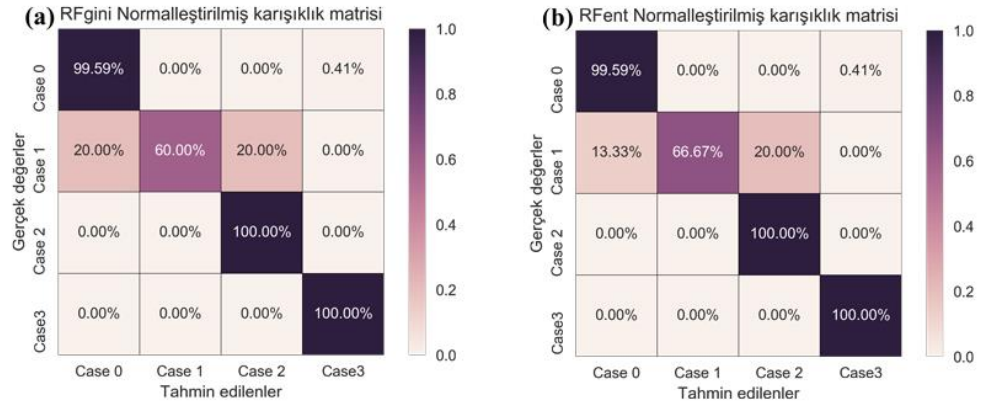 (a) RFgini Normalleştirilmiş karışıklık matrisi
Gerçek değerler
Case 0
99.59%
0.00%
0.00%
0.41%
Case 1
20.00%
60.00%
20.00%
0.00%
Case 2
0.00%
0.00%
100.00%
0.00%
Case3
0.00%
0.00%
0.00%
100.00%
Case 0
Case 1
Case 2
Case3
Tahmin edilenler
1.0
0.8
0.6
0.4
0.2
0.0
(b) RFent Normalleştirilmiş karışıklık matrisi
Gerçek değerler
Case 0
99.59%
0.00%
0.00%
0.41%
Case 1
13.33%
66.67%
20.00%
0.00%
Case 2
0.00%
0.00%
100.00%
0.00%
Case3
0.00%
0.00%
0.00%
100.00%
Case 0
Case 1
Case 2
Case3
Tahmin edilenler
1.0
0.8
0.6
0.4
0.2
0.0